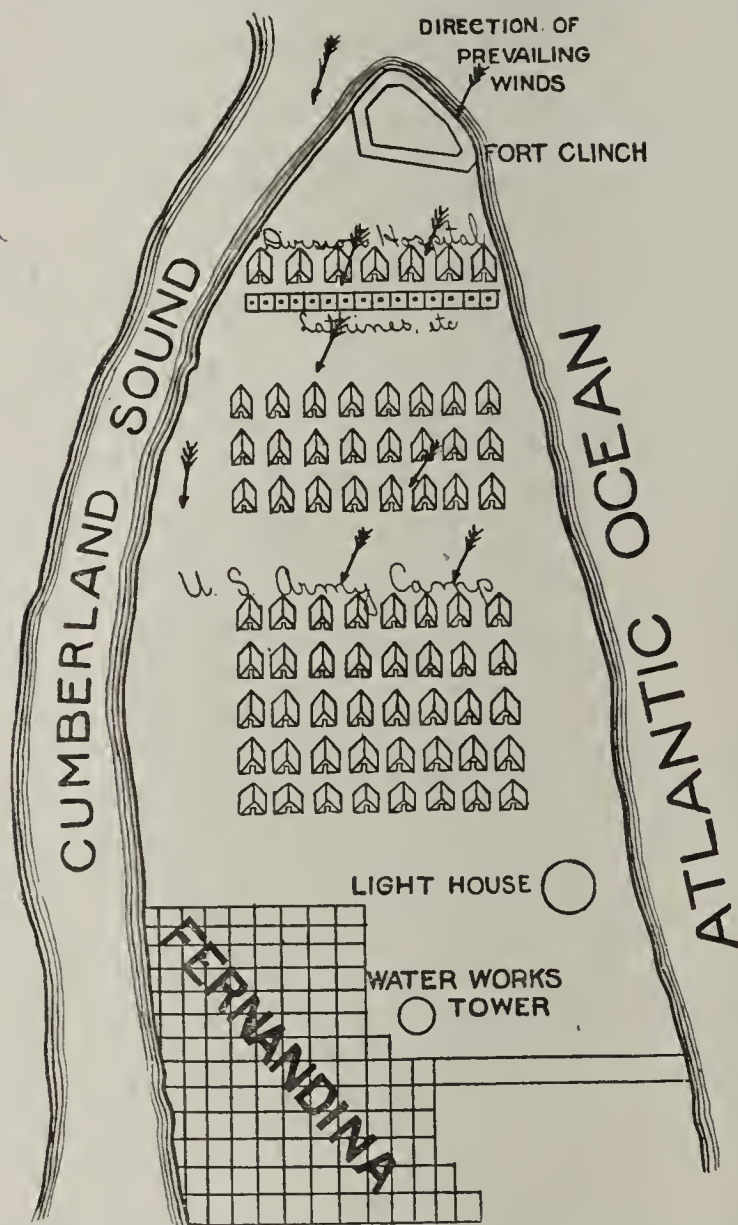 DIRECTION OF
PREVAILING
WINDS
FORT CLINCH
Division Hospital
Latrines, etc
CUMBERLAND SOUND
ATLANTIC OCEAN
U. S. Army Camp
LIGHT HOUSE
WATER WORKS
TOWER
FERNANDINA